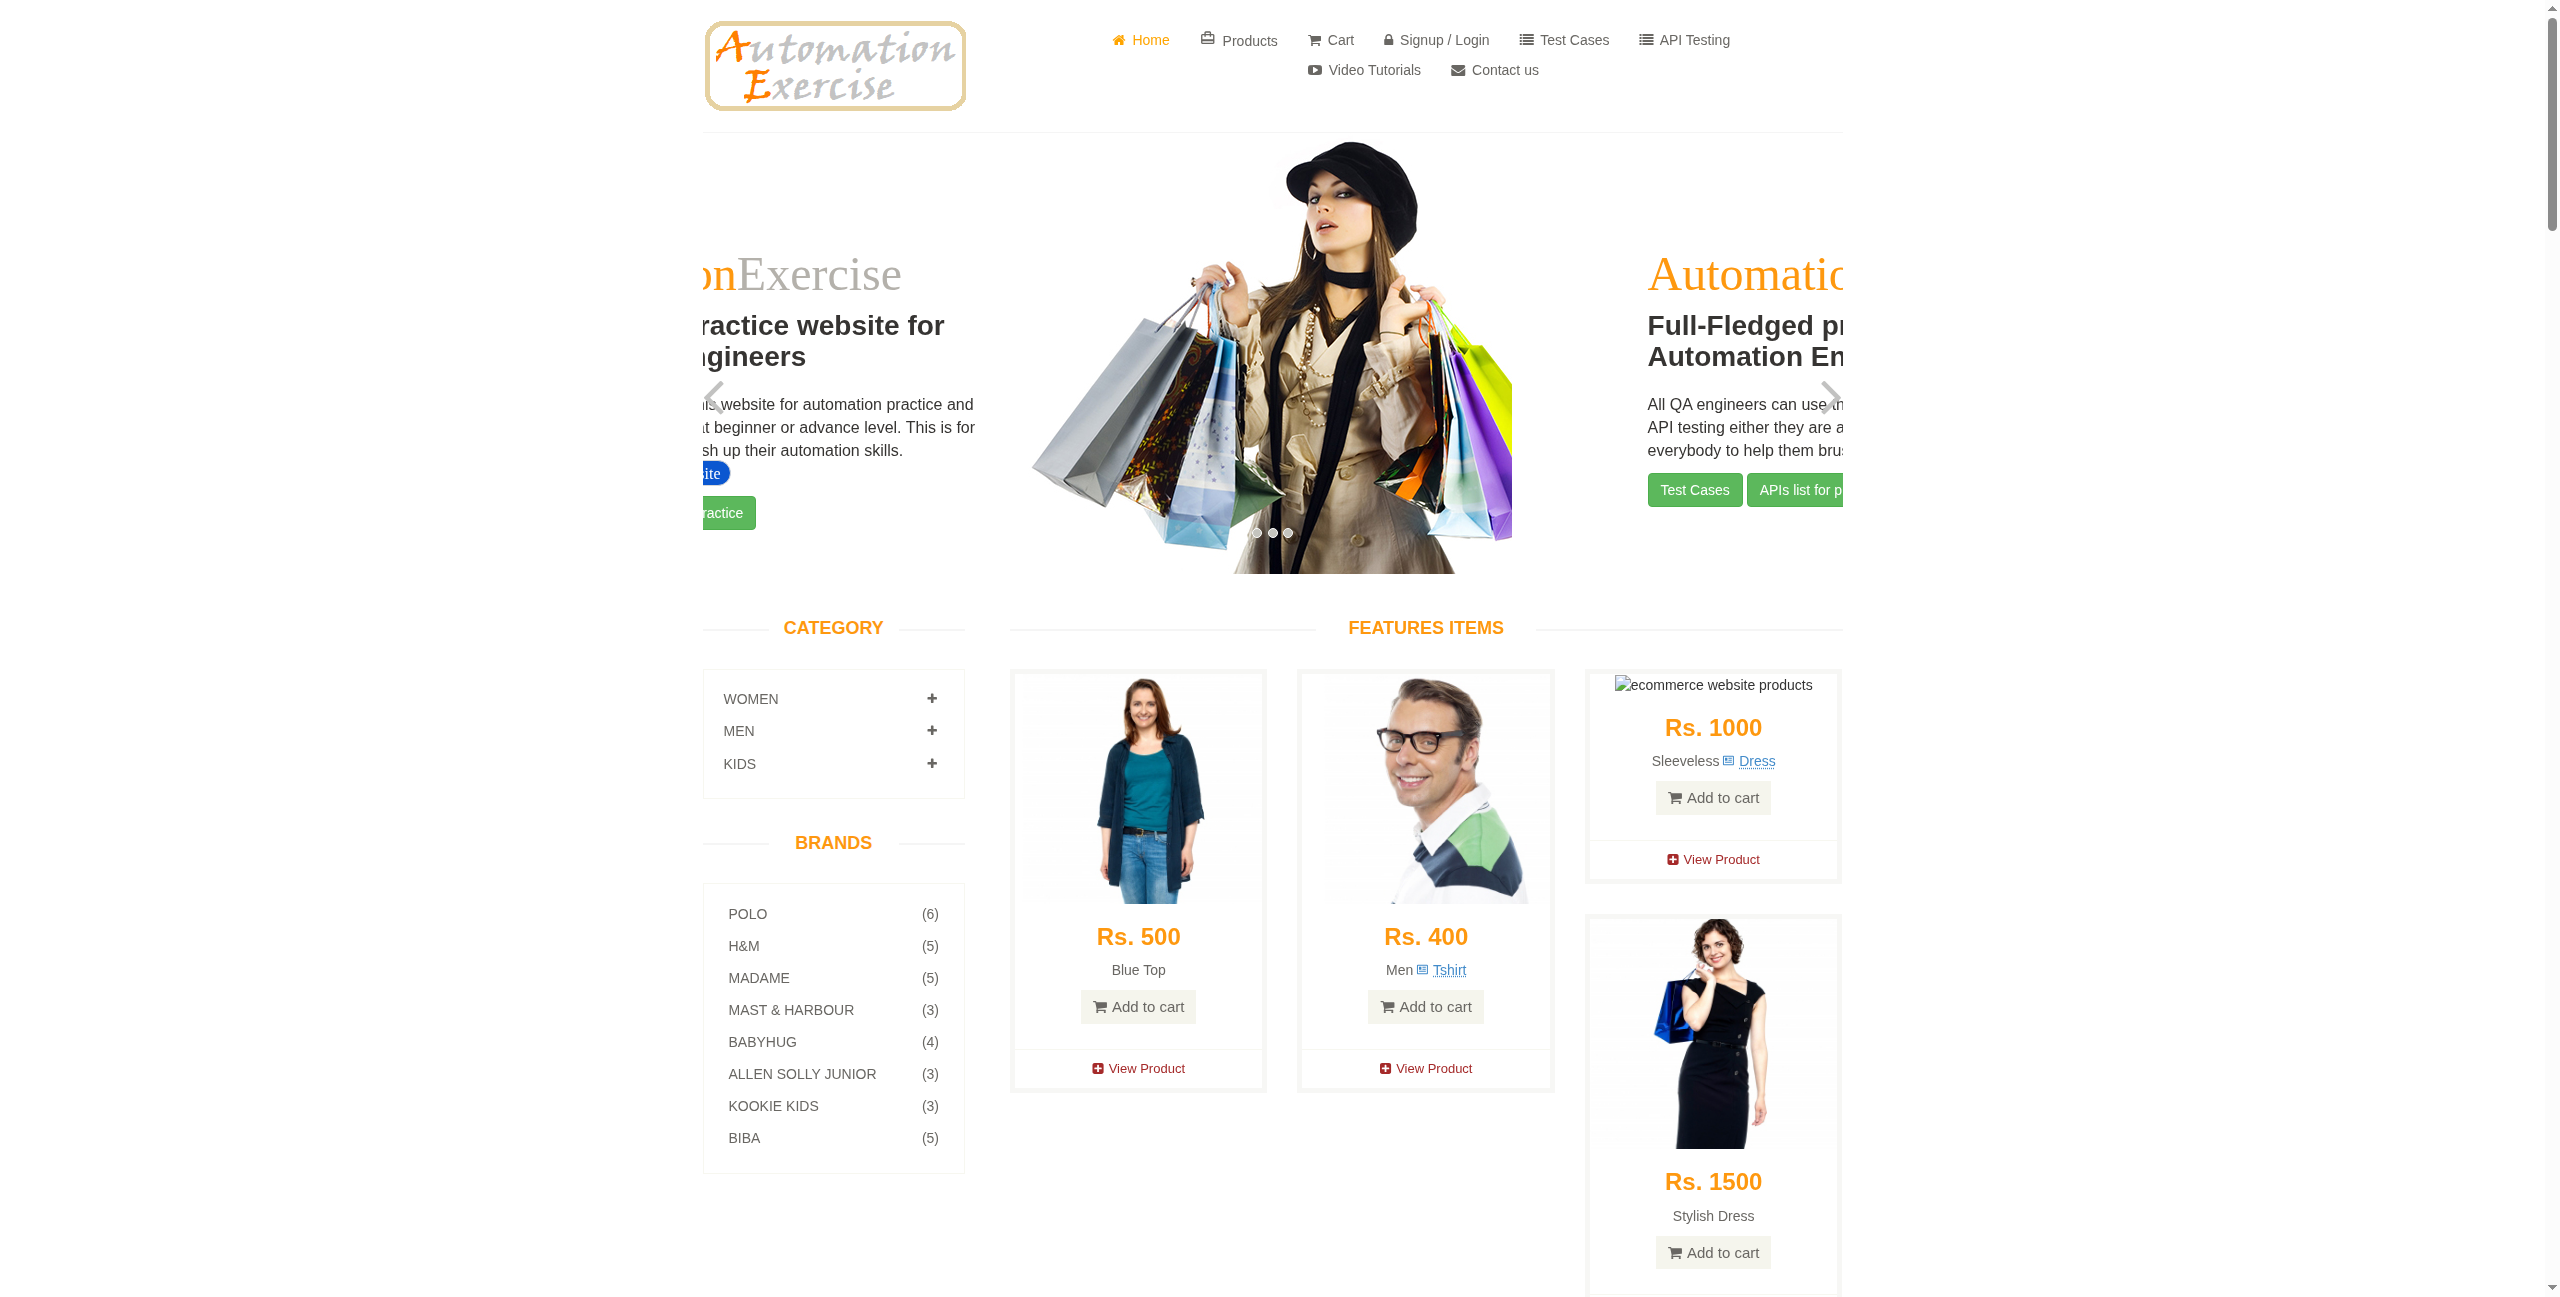 Automation
Exercise
Home
Products
Cart
Signup / Login
Test Cases
API Testing
Video Tutorials
Contact us
onExercise
ractice website for
ngineers
website for automation practice and
at beginner or advance level. This is for
sh up their automation skills.
site
ractice
Automatio
Full-Fledged pr
Automation En
All QA engineers can use th
API testing either they are a
everybody to help them brus
Test Cases
APIs list for p
CATEGORY
WOMEN
MEN
KIDS
BRANDS
POLO (6)
H&M (5)
MADAME (5)
MAST & HARBOUR (3)
BABYHUG (4)
ALLEN SOLLY JUNIOR (3)
KOOKIE KIDS (3)
BIBA (5)
FEATURES ITEMS
Rs. 500
Blue Top
Add to cart
View Product
Rs. 400
Men Tshirt
Add to cart
View Product
ecommerce website products
Rs. 1000
Sleeveless Dress
Add to cart
View Product
Rs. 1500
Stylish Dress
Add to cart